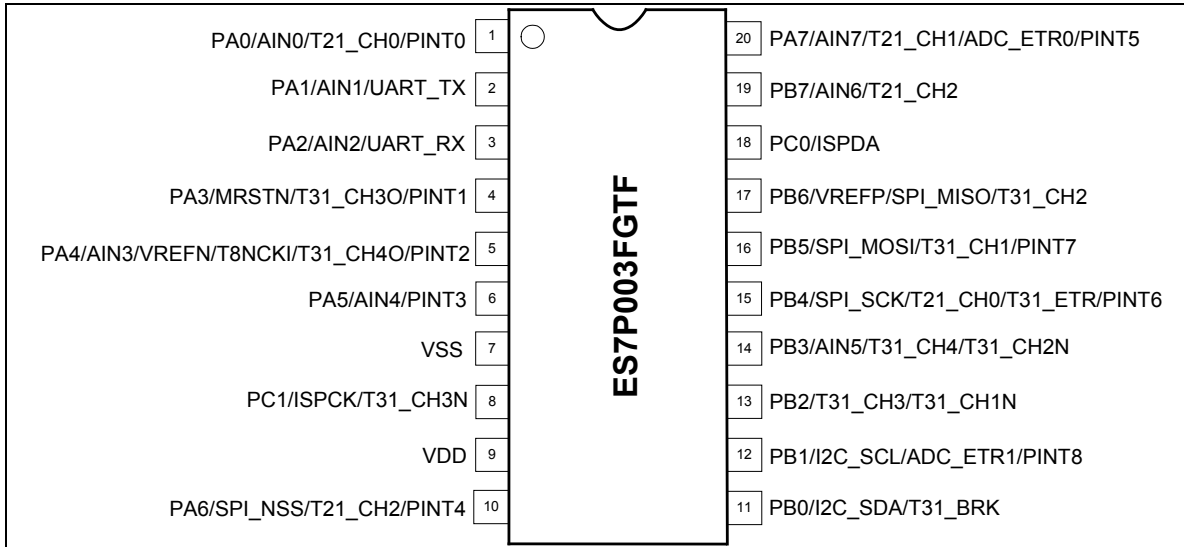 PA0/AIN0/T21_CH0/PINT0 1
PA1/AIN1/UART_TX 2
PA2/AIN2/UART_RX 3
PA3/MRSTN/T31_CH3O/PINT1 4
PA4/AIN3/VREFN/T8NCKI/T31_CH4O/PINT2 5
PA5/AIN4/PINT3 6
VSS 7
PC1/ISPCK/T31_CH3N 8
VDD 9
PA6/SPI_NSS/T21_CH2/PINT4 10
ES7P003FGTF
20 PA7/AIN7/T21_CH1/ADC_ETR0/PINT5
19 PB7/AIN6/T21_CH2
18 PC0/ISPDA
17 PB6/VREFP/SPI_MISO/T31_CH2
16 PB5/SPI_MOSI/T31_CH1/PINT7
15 PB4/SPI_SCK/T21_CH0/T31_ETR/PINT6
14 PB3/AIN5/T31_CH4/T31_CH2N
13 PB2/T31_CH3/T31_CH1N
12 PB1/I2C_SCL/ADC_ETR1/PINT8
11 PB0/I2C_SDA/T31_BRK